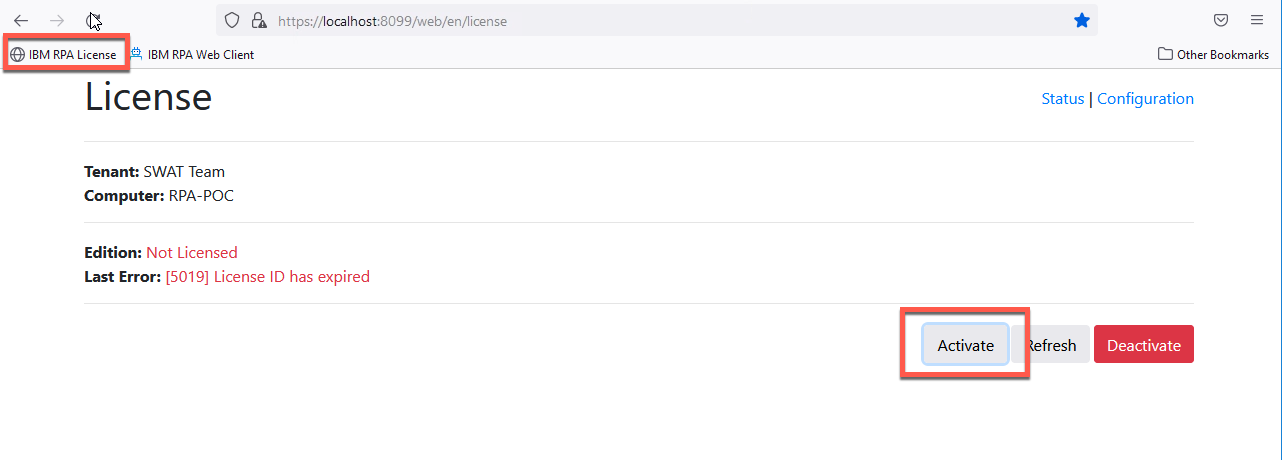 https://localhost:8099/web/en/license
IBM RPA License IBM RPA Web Client Other Bookmarks
License
Status | Configuration
Tenant: SWAT Team
Computer: RPA-POC
Edition: Not Licensed
Last Error: [5019] License ID has expired
Activate Refresh Deactivate